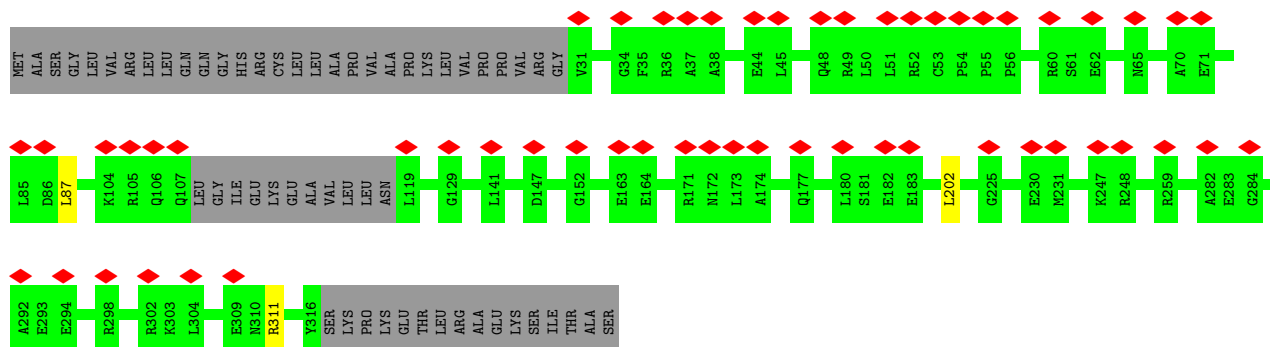 MET ALA SER GLY LEU VAL ARG LEU LEU GLN GLN GLY HIS ARG CYS LEU LEU ALA PRO VAL ALA PRO LYS LEU VAL PRO PRO VAL ARG GLY V31 G34 F35 R36 A37 A38 E44 L45 Q48 R49 L50 L51 R52 C53 P54 P55 P56 R60 S61 E62 N65 A70 E71
L85 D86 L87 K104 R105 Q106 Q107 LEU GLY ILE GLU LYS GLU ALA VAL LEU LEU ASN L119 G129 L141 D147 G152 E163 E164 R171 N172 L173 A174 Q177 L180 S181 E182 E183 L202 G225 E230 M231 K247 R248 R259 A282 E283 G284
A292 E293 E294 R298 R302 K303 L304 E309 N310 R311 Y316 SER LYS PRO LYS GLU THR LEU ARG ALA GLU LYS SER ILE THR ALA SER